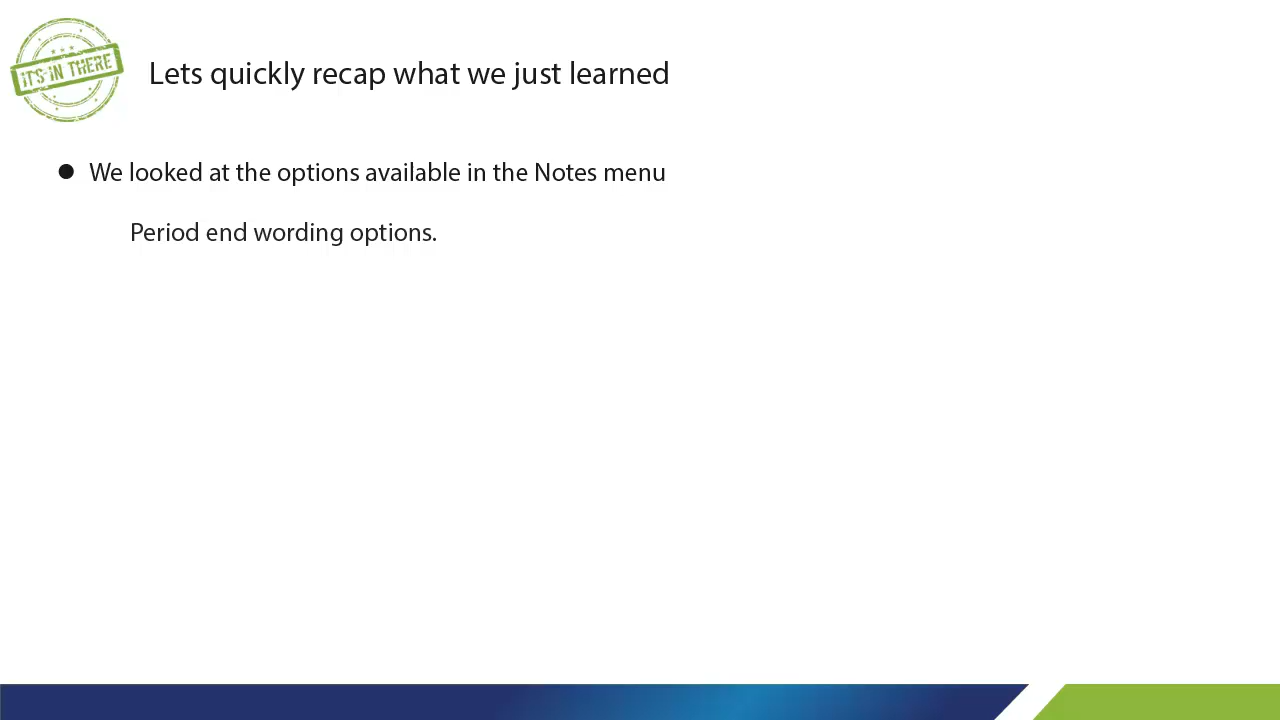 ITS IN THERE
Lets quickly recap what we just learned
We looked at the options available in the Notes menu
Period end wording options.